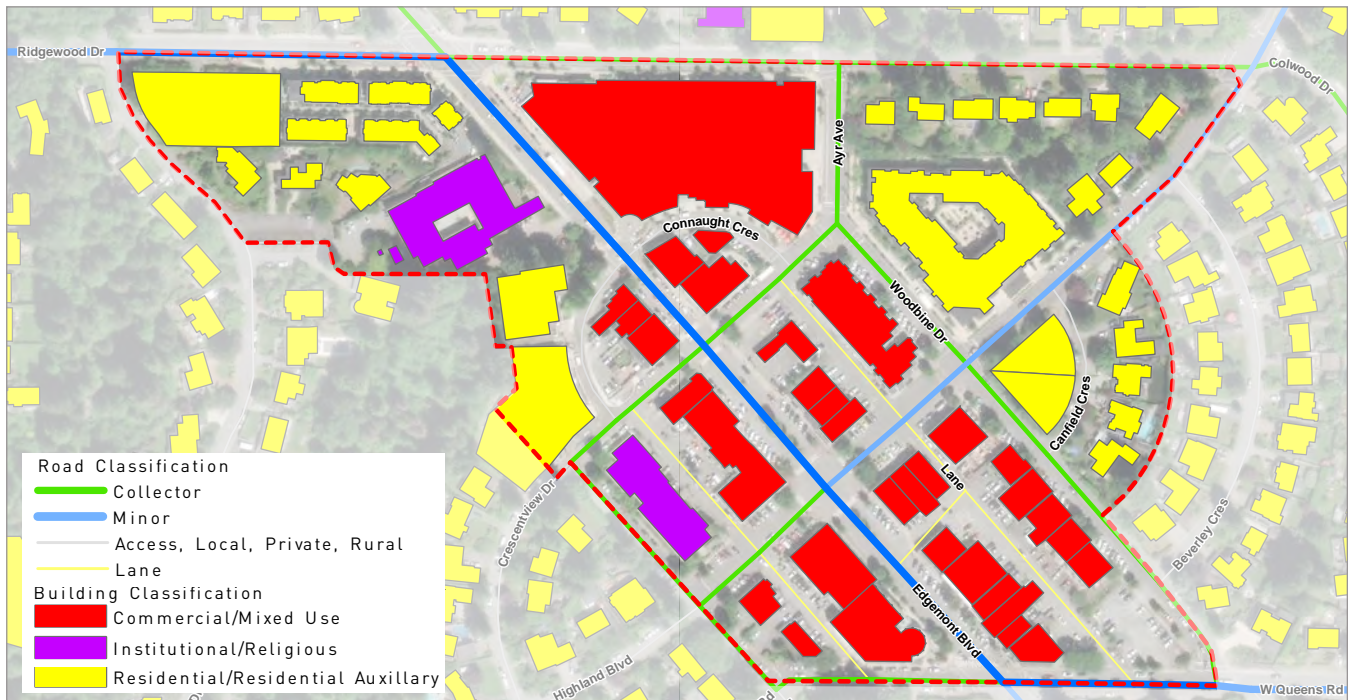 Ridgewood Dr
Colwood Dr
Ayr Ave
Connaught Cres
Woodbine Dr
Canfield Cres
Lane
Crescentview Dr
Beverley Cres
Edgemont Blvd
Highland Blvd
W Queens Rd
Rd
Road Classification
Collector
Minor
Access, Local, Private, Rural
Lane
Building Classification
Commercial/Mixed Use
Institutional/Religious
Residential/Residential Auxillary